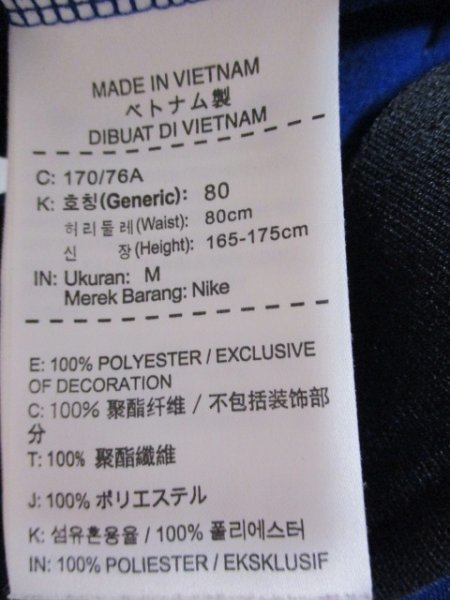 MADE IN VIETNAM
ベトナム製
DIBUAT DI VIETNAM
C: 170/76A
K: 호칭(Generic): 80
허리둘레(Waist): 80cm
신 장(Height): 165-175cm
IN: Ukuran: M
Merek Barang: Nike
E: 100% POLYESTER / EXCLUSIVE
OF DECORATION
C: 100% 聚酯纤维 / 不包括装饰部
分
T: 100% 聚酯纖維
J: 100% ポリエステル
K: 섬유혼용율 / 100% 폴리에스터
IN: 100% POLIESTER / EKSKLUSIF